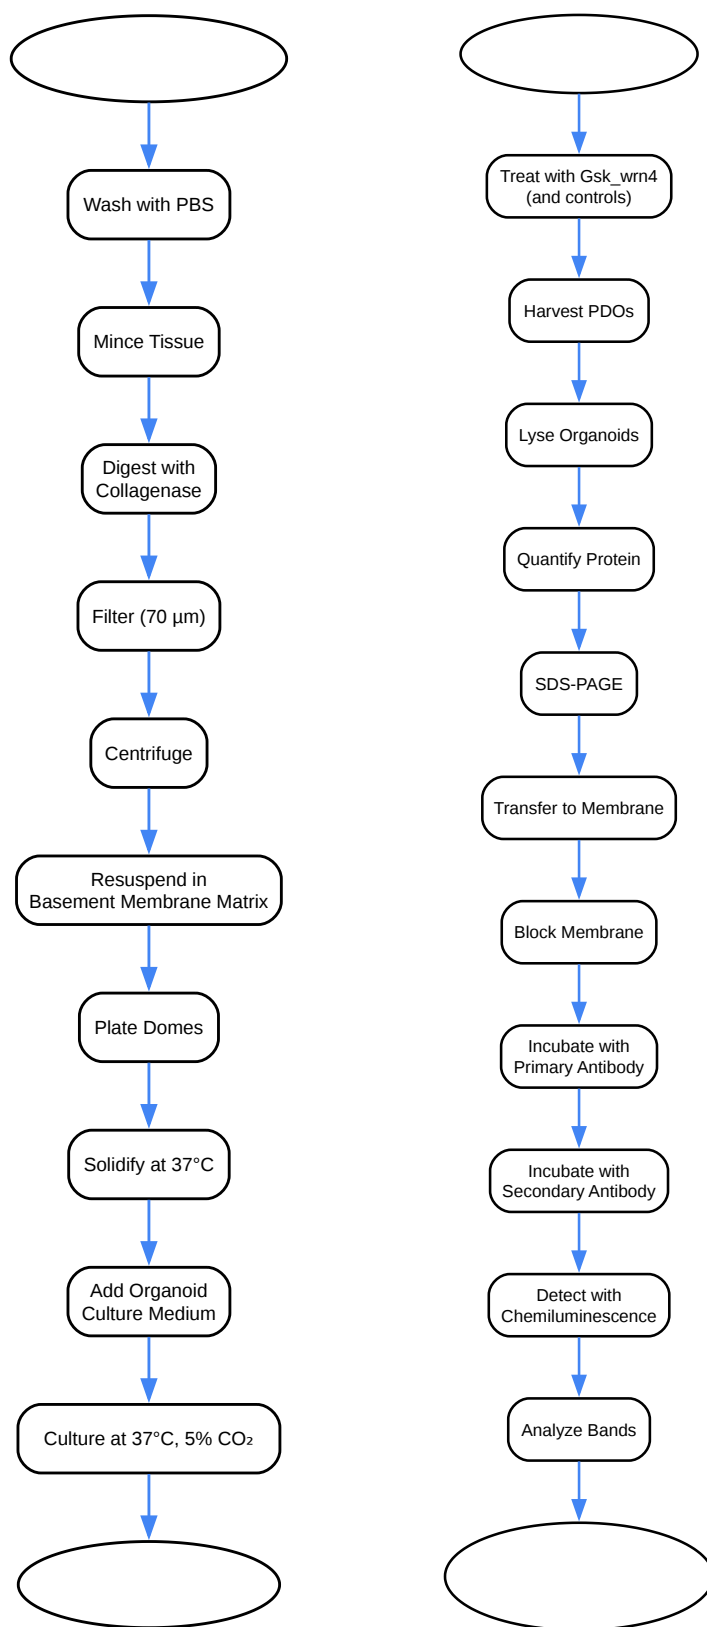 Wash with PBS
Mince Tissue
Digest with
Collagenase
Filter (70 µm)
Centrifuge
Resuspend in
Basement Membrane Matrix
Plate Domes
Solidify at 37°C
Add Organoid
Culture Medium
Culture at 37°C, 5% CO₂
Treat with Gsk_wrn4
(and controls)
Harvest PDOs
Lyse Organoids
Quantify Protein
SDS-PAGE
Transfer to Membrane
Block Membrane
Incubate with
Primary Antibody
Incubate with
Secondary Antibody
Detect with
Chemiluminescence
Analyze Bands